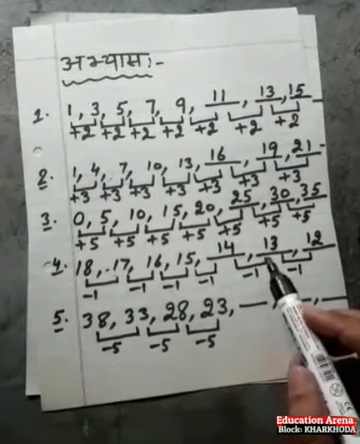 अभ्यास:-
1. 1, 3, 5, 7, 9, 11, 13, 15
+2 +2 +2 +2 +2 +2 +2
2. 1, 4, 7, 10, 13, 16, 19, 21
+3 +3 +3 +3 +3 +3 +3
3. 0, 5, 10, 15, 20, 25, 30, 35
+5 +5 +5 +5 +5 +5 +5
4. 18, 17, 16, 15, 14, 13, 12
-1 -1 -1 -1 -1 -1
5. 38, 33, 28, 23, __, __, __
-5 -5 -5
Education Arena
Block: KHARKHODA